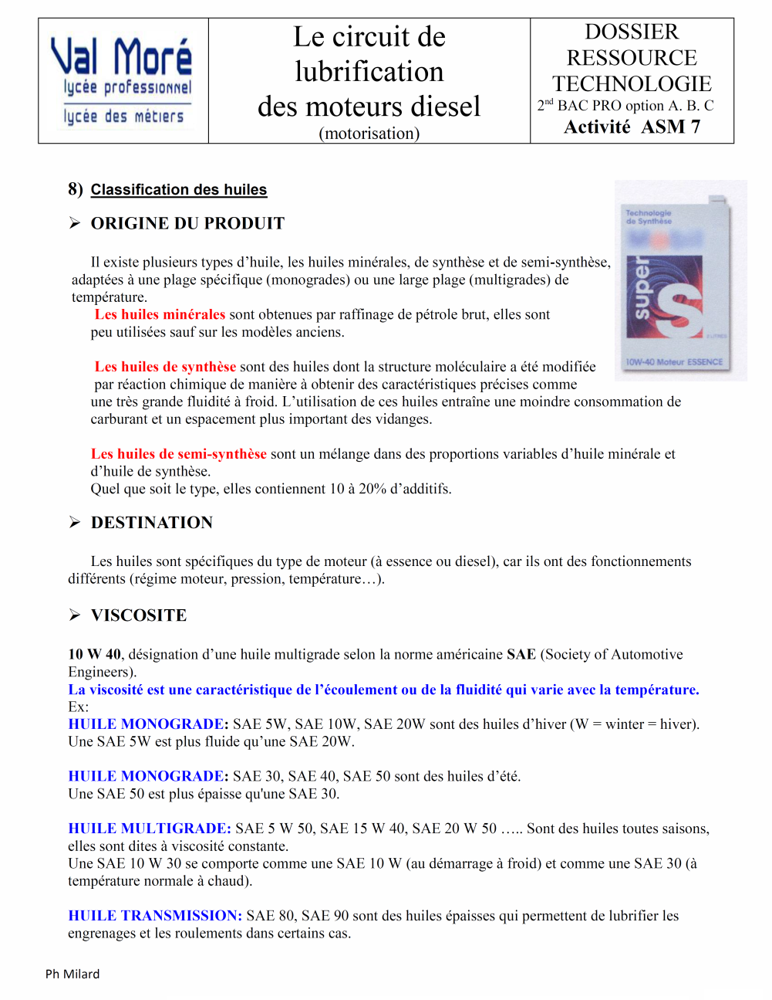 Val Moré
lycée professionnel
lycée des métiers
Le circuit de
lubrification
des moteurs diesel
(motorisation)
DOSSIER
RESSOURCE
TECHNOLOGIE
2nd BAC PRO option A. B. C
Activité ASM 7
8) Classification des huiles
➢ ORIGINE DU PRODUIT
Il existe plusieurs types d’huile, les huiles minérales, de synthèse et de semi-synthèse,
adaptées à une plage spécifique (monogrades) ou une large plage (multigrades) de
température.
Les huiles minérales sont obtenues par raffinage de pétrole brut, elles sont
peu utilisées sauf sur les modèles anciens.
Les huiles de synthèse sont des huiles dont la structure moléculaire a été modifiée
par réaction chimique de manière à obtenir des caractéristiques précises comme
une très grande fluidité à froid. L’utilisation de ces huiles entraîne une moindre consommation de
carburant et un espacement plus important des vidanges.
Les huiles de semi-synthèse sont un mélange dans des proportions variables d’huile minérale et
d’huile de synthèse.
Quel que soit le type, elles contiennent 10 à 20% d’additifs.
Technologie
de Synthèse
super
S
LITRES
10W-40 Moteur ESSENCE
➢ DESTINATION
Les huiles sont spécifiques du type de moteur (à essence ou diesel), car ils ont des fonctionnements
différents (régime moteur, pression, température…).
➢ VISCOSITE
10 W 40, désignation d’une huile multigrade selon la norme américaine SAE (Society of Automotive
Engineers).
La viscosité est une caractéristique de l’écoulement ou de la fluidité qui varie avec la température.
Ex:
HUILE MONOGRADE: SAE 5W, SAE 10W, SAE 20W sont des huiles d’hiver (W = winter = hiver).
Une SAE 5W est plus fluide qu’une SAE 20W.
HUILE MONOGRADE: SAE 30, SAE 40, SAE 50 sont des huiles d’été.
Une SAE 50 est plus épaisse qu'une SAE 30.
HUILE MULTIGRADE: SAE 5 W 50, SAE 15 W 40, SAE 20 W 50 ….. Sont des huiles toutes saisons,
elles sont dites à viscosité constante.
Une SAE 10 W 30 se comporte comme une SAE 10 W (au démarrage à froid) et comme une SAE 30 (à
température normale à chaud).
HUILE TRANSMISSION: SAE 80, SAE 90 sont des huiles épaisses qui permettent de lubrifier les
engrenages et les roulements dans certains cas.
Ph Milard